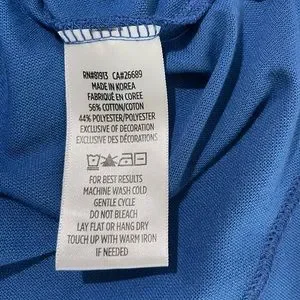 RN#81913 CA#26689
MADE IN KOREA
FABRIQUÉ EN CORÉE
56% COTTON/COTON
44% POLYESTER/POLYESTER
EXCLUSIVE OF DECORATION
EXCLUSIVE DES DÉCORATIONS
FOR BEST RESULTS
MACHINE WASH COLD
GENTLE CYCLE
DO NOT BLEACH
LAY FLAT OR HANG DRY
TOUCH UP WITH WARM IRON
IF NEEDED